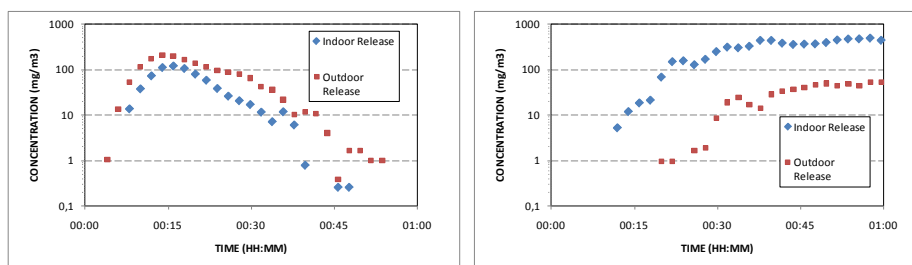 CONCENTRATION (mg/m3)
1000
100
10
1
0,1
Indoor Release
Outdoor
Release
00:00
00:15
00:30
00:45
01:00
TIME (HH:MM)
CONCENTRATION (mg/m3)
1000
100
10
1
0,1
Indoor Release
Outdoor
Release
00:00
00:15
00:30
00:45
01:00
TIME (HH:MM)